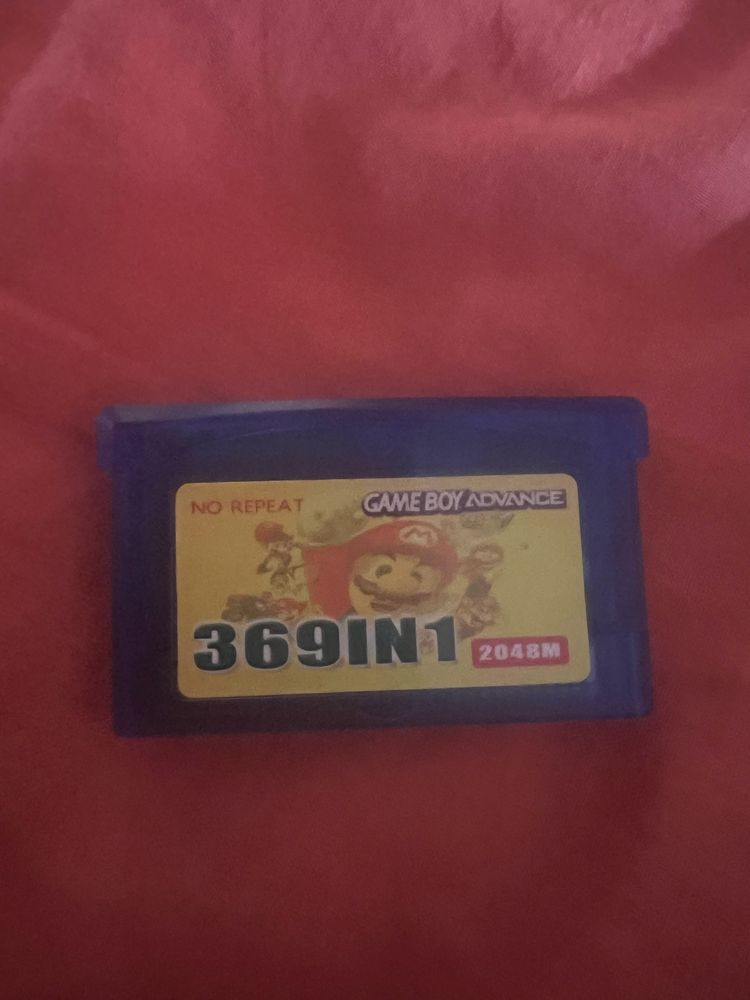 NO REPEAT
GAME BOY ADVANCE
M
369IN1
2048M